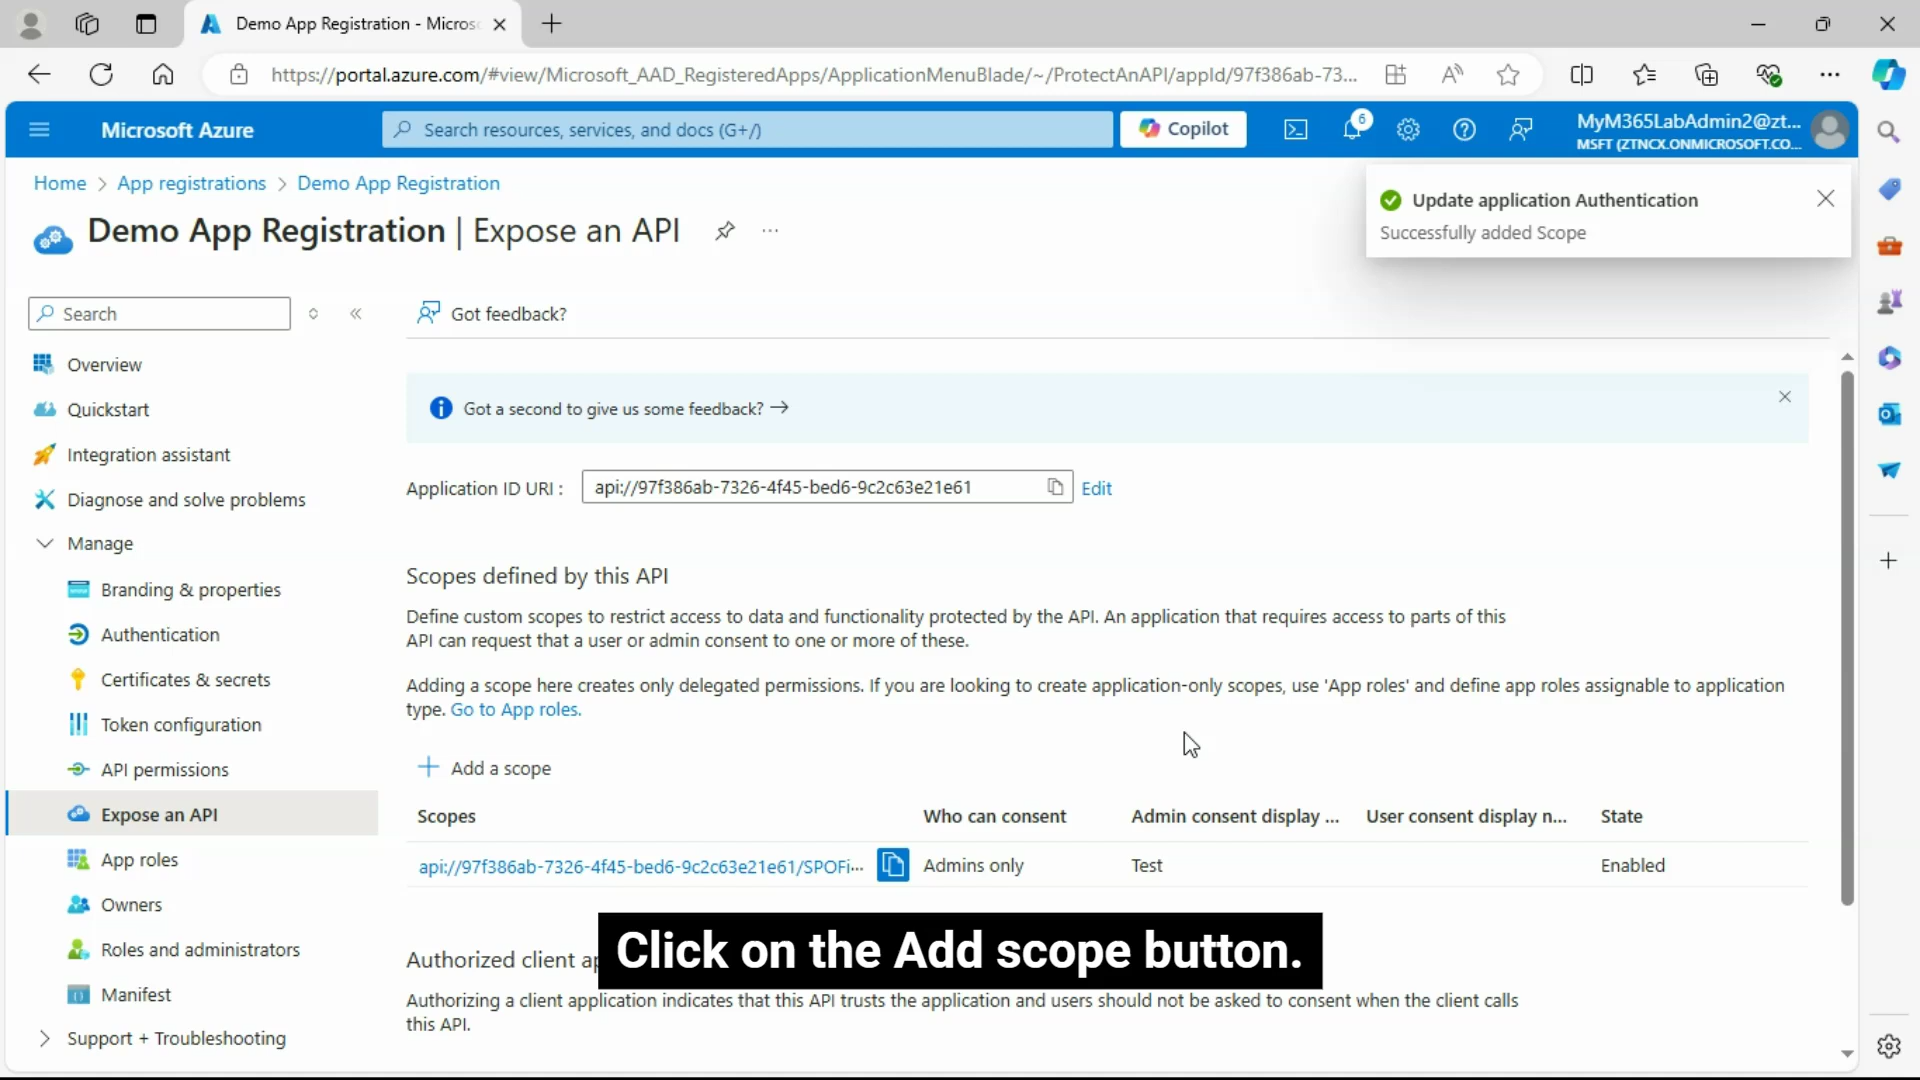 Demo App Registration - Micros
https://portal.azure.com/#view/Microsoft_AAD_RegisteredApps/ApplicationMenuBlade/~/ProtectAnAPI/appId/97f386ab-73...
Microsoft Azure
Search resources, services, and docs (G+/)
Copilot
6
MyM365LabAdmin2@zt...
MSFT (ZTNCX.ONMICROSOFT.CO...
Home > App registrations > Demo App Registration
Update application Authentication
Successfully added Scope
Demo App Registration | Expose an API
Search
Got feedback?
Overview
Quickstart
Integration assistant
Diagnose and solve problems
Manage
Branding & properties
Authentication
Certificates & secrets
Token configuration
API permissions
Expose an API
App roles
Owners
Roles and administrators
Manifest
Support + Troubleshooting
Got a second to give us some feedback? →
Application ID URI : api://97f386ab-7326-4f45-bed6-9c2c63e21e61 Edit
Scopes defined by this API
Define custom scopes to restrict access to data and functionality protected by the API. An application that requires access to parts of this
API can request that a user or admin consent to one or more of these.
Adding a scope here creates only delegated permissions. If you are looking to create application-only scopes, use 'App roles' and define app roles assignable to application
type. Go to App roles.
Add a scope
Scopes Who can consent Admin consent display ... User consent display n... State
api://97f386ab-7326-4f45-bed6-9c2c63e21e61/SPOFi... Admins only Test Enabled
Authorized client ap
Click on the Add scope button.
Authorizing a client application indicates that this API trusts the application and users should not be asked to consent when the client calls
this API.